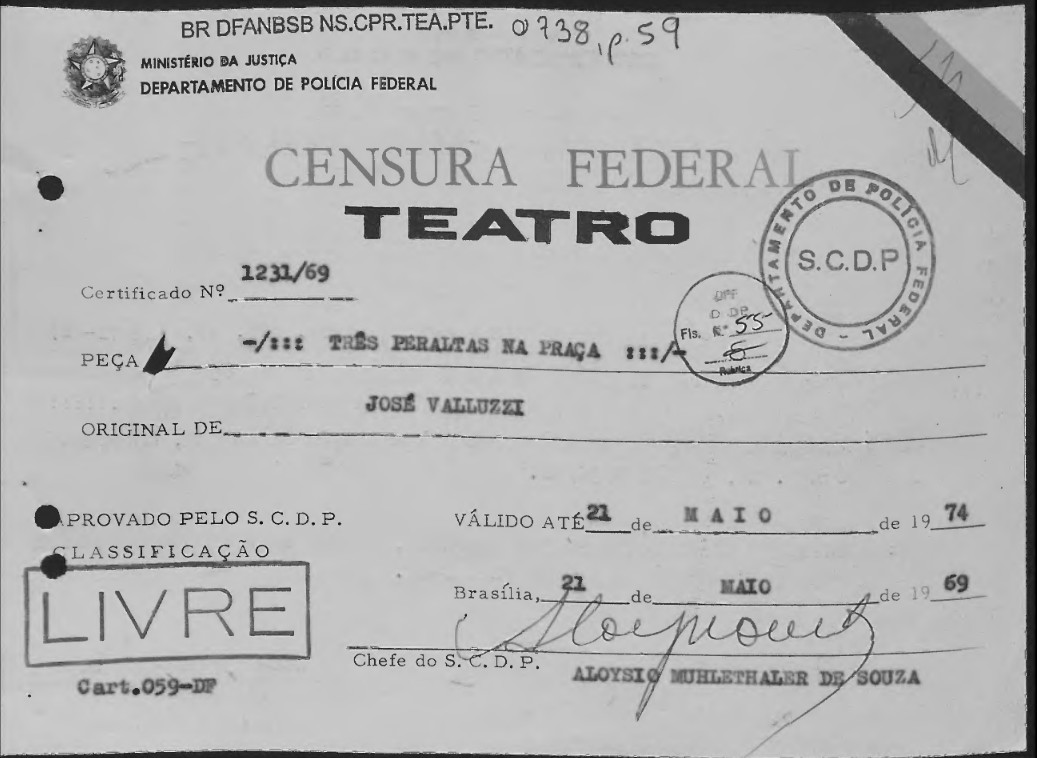 BR DFANBSB NS.CPR.TEA.PTE. 0738, p.59
MINISTÉRIO DA JUSTIÇA
DEPARTAMENTO DE POLÍCIA FEDERAL
CENSURA FEDERAL
TEATRO
DEPARTAMENTO DE POLÍCIA FEDERAL
S.C.D.P
Certificado Nº 1231/69
DPF
Fls. N.º 55
Rubrica
PEÇA -/::: TRÊS PERALTAS NA PRAÇA :::/-
ORIGINAL DE JOSÉ VALLUZZI
APROVADO PELO S. C. D. P.
VÁLIDO ATÉ 21 de MAIO de 19 74
CLASSIFICAÇÃO
LIVRE
Brasília, 21 de MAIO de 19 69
Chefe do S. C. D. P.
ALOYSIO MUHLETHALER DE SOUZA
Cart.059-DF